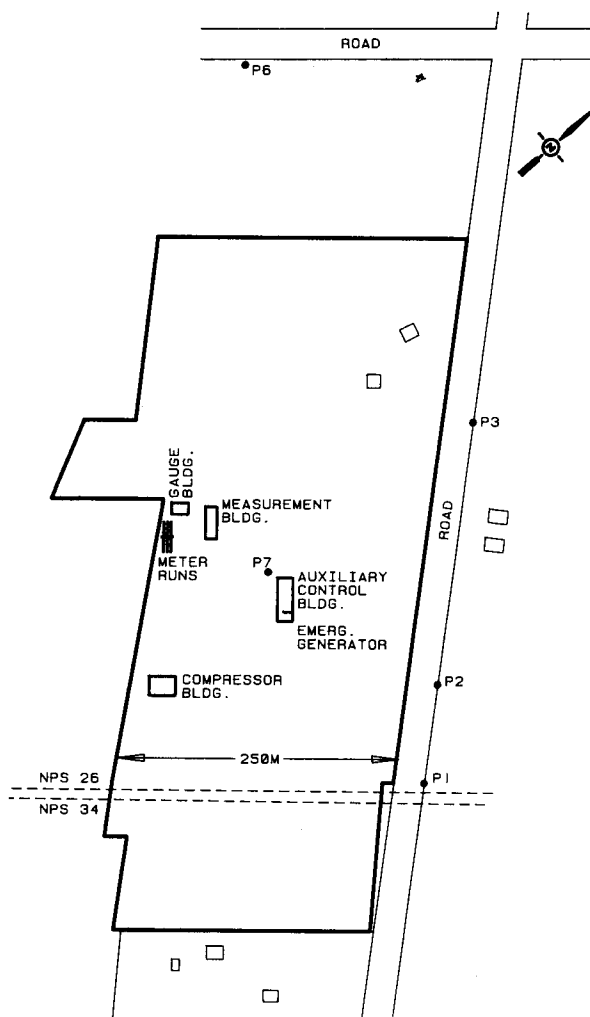 ROAD
P6
N
P3
GAUGE
BLDG.
MEASUREMENT
BLDG.
ROAD
METER
RUNS
P7
AUXILIARY
CONTROL
BLDG.
EMERG.
GENERATOR
COMPRESSOR
BLDG.
P2
250M
NPS 26
P1
NPS 34